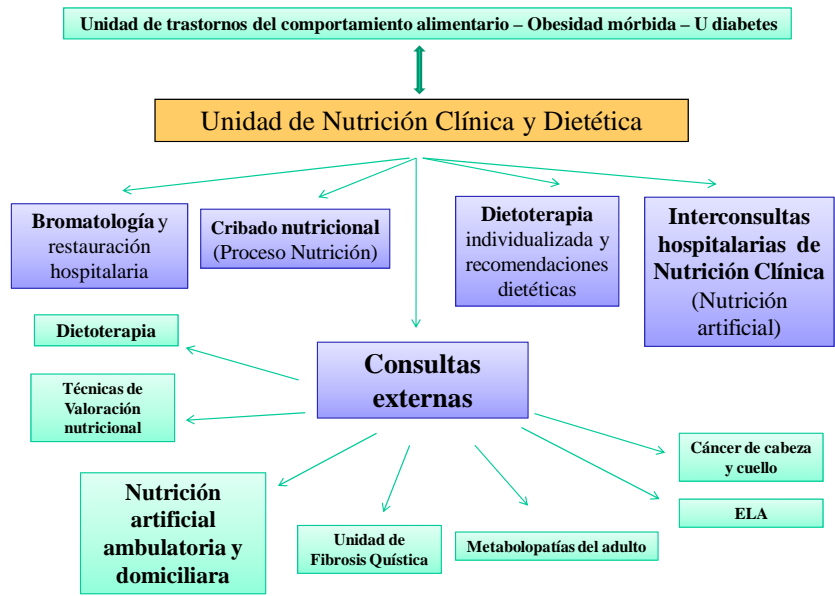 Unidad de trastornos del comportamiento alimentario – Obesidad mórbida – U diabetes
Unidad de Nutrición Clínica y Dietética
Bromatología y
restauración
hospitalaria
Cribado nutricional
(Proceso Nutrición)
Dietoterapia
individualizada y
recomendaciones
dietéticas
Interconsultas
hospitalarias de
Nutrición Clínica
(Nutrición
artificial)
Dietoterapia
Técnicas de
Valoración
nutricional
Consultas
externas
Nutrición
artificial
ambulatoria y
domiciliara
Unidad de
Fibrosis Quística
Metabolopatías del adulto
Cáncer de cabeza
y cuello
ELA